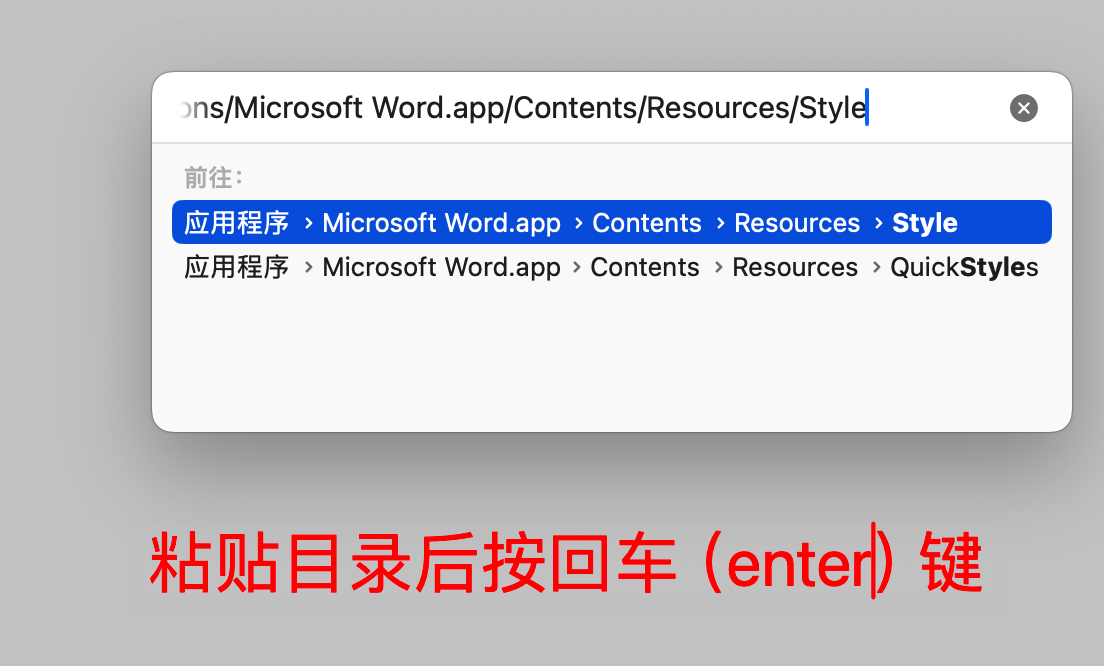 ons/Microsoft Word.app/Contents/Resources/Style
前往：
应用程序 › Microsoft Word.app › Contents › Resources › Style
应用程序 › Microsoft Word.app › Contents › Resources › QuickStyles
粘贴目录后按回车（enter）键